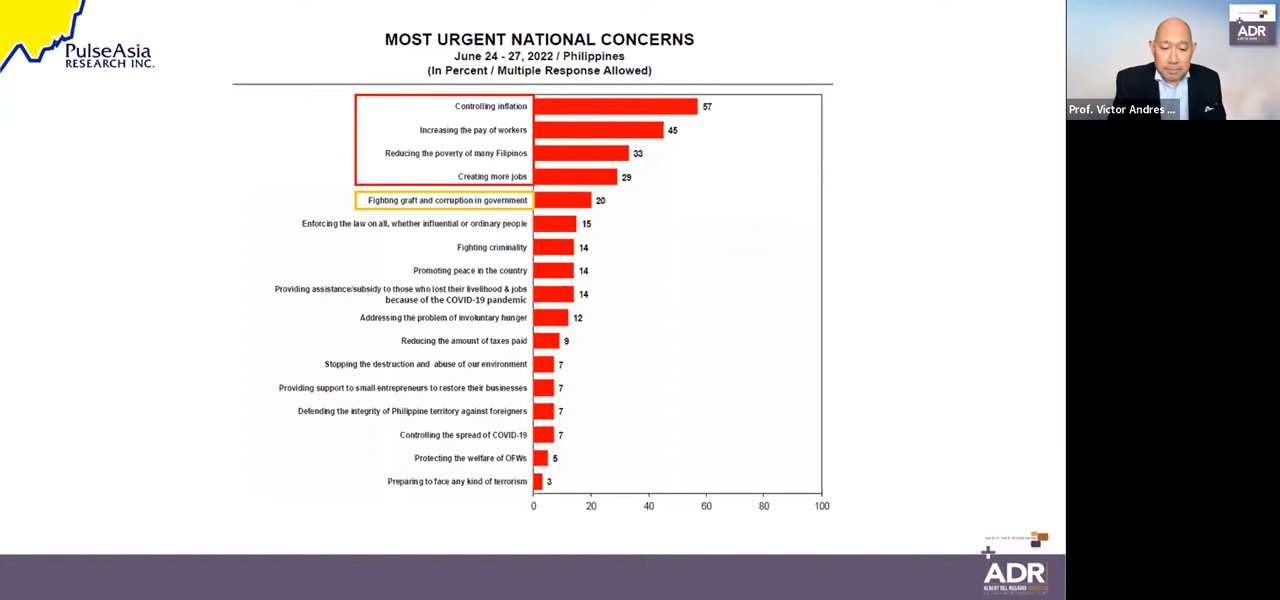 PulseAsia
RESEARCH INC.
MOST URGENT NATIONAL CONCERNS
June 24 - 27, 2022 / Philippines
(In Percent / Multiple Response Allowed)
Controlling inflation 57
Increasing the pay of workers 45
Reducing the poverty of many Filipinos 33
Creating more jobs 29
Fighting graft and corruption in government 20
Enforcing the law on all, whether influential or ordinary people 15
Fighting criminality 14
Promoting peace in the country 14
Providing assistance/subsidy to those who lost their livelihood & jobs
because of the COVID-19 pandemic 14
Addressing the problem of involuntary hunger 12
Reducing the amount of taxes paid 9
Stopping the destruction and abuse of our environment 7
Providing support to small entrepreneurs to restore their businesses 7
Defending the integrity of Philippine territory against foreigners 7
Controlling the spread of COVID-19 7
Protecting the welfare of OFWs 5
Preparing to face any kind of terrorism 3
0 20 40 60 80 100
ADR
Prof. Victor Andres ...
ADR
ALBERT DEL ROSARIO INSTITUTE